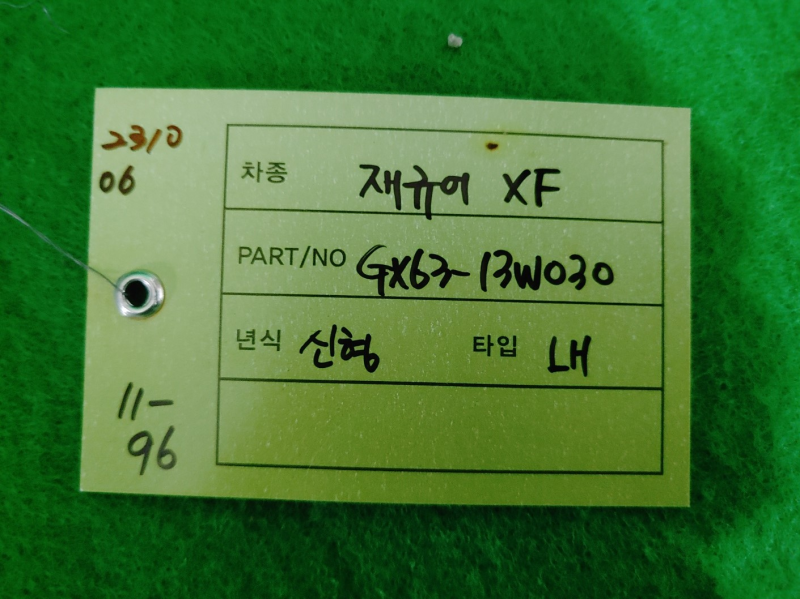 2310
06
차종 재규어 XF
PART/NO GX63-13W030
년식 신형 타입 LH
11-
96